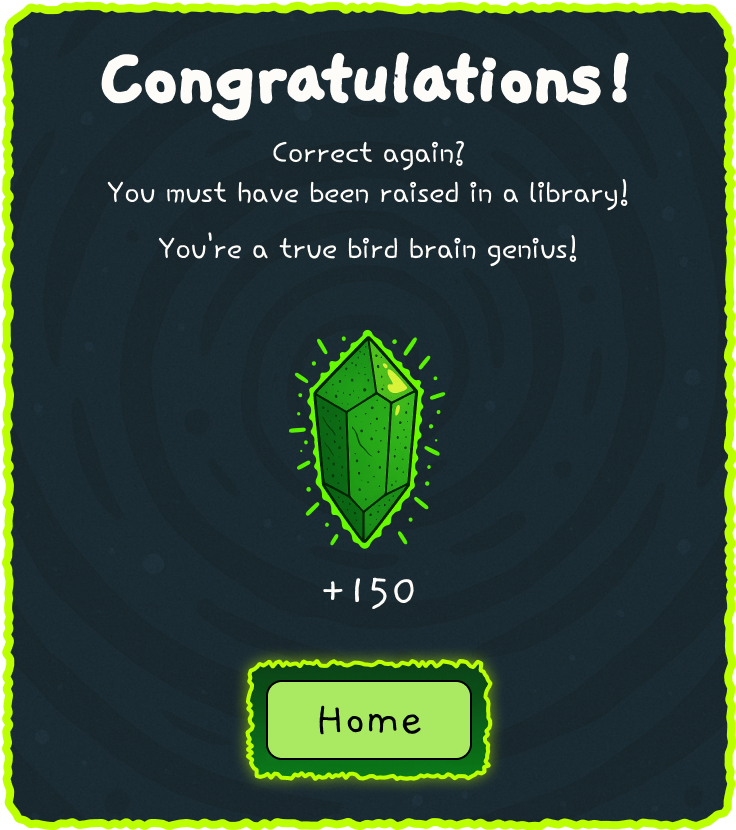 Congratulations!
Correct again?
You must have been raised in a library!
You're a true bird brain genius!
+150
Home